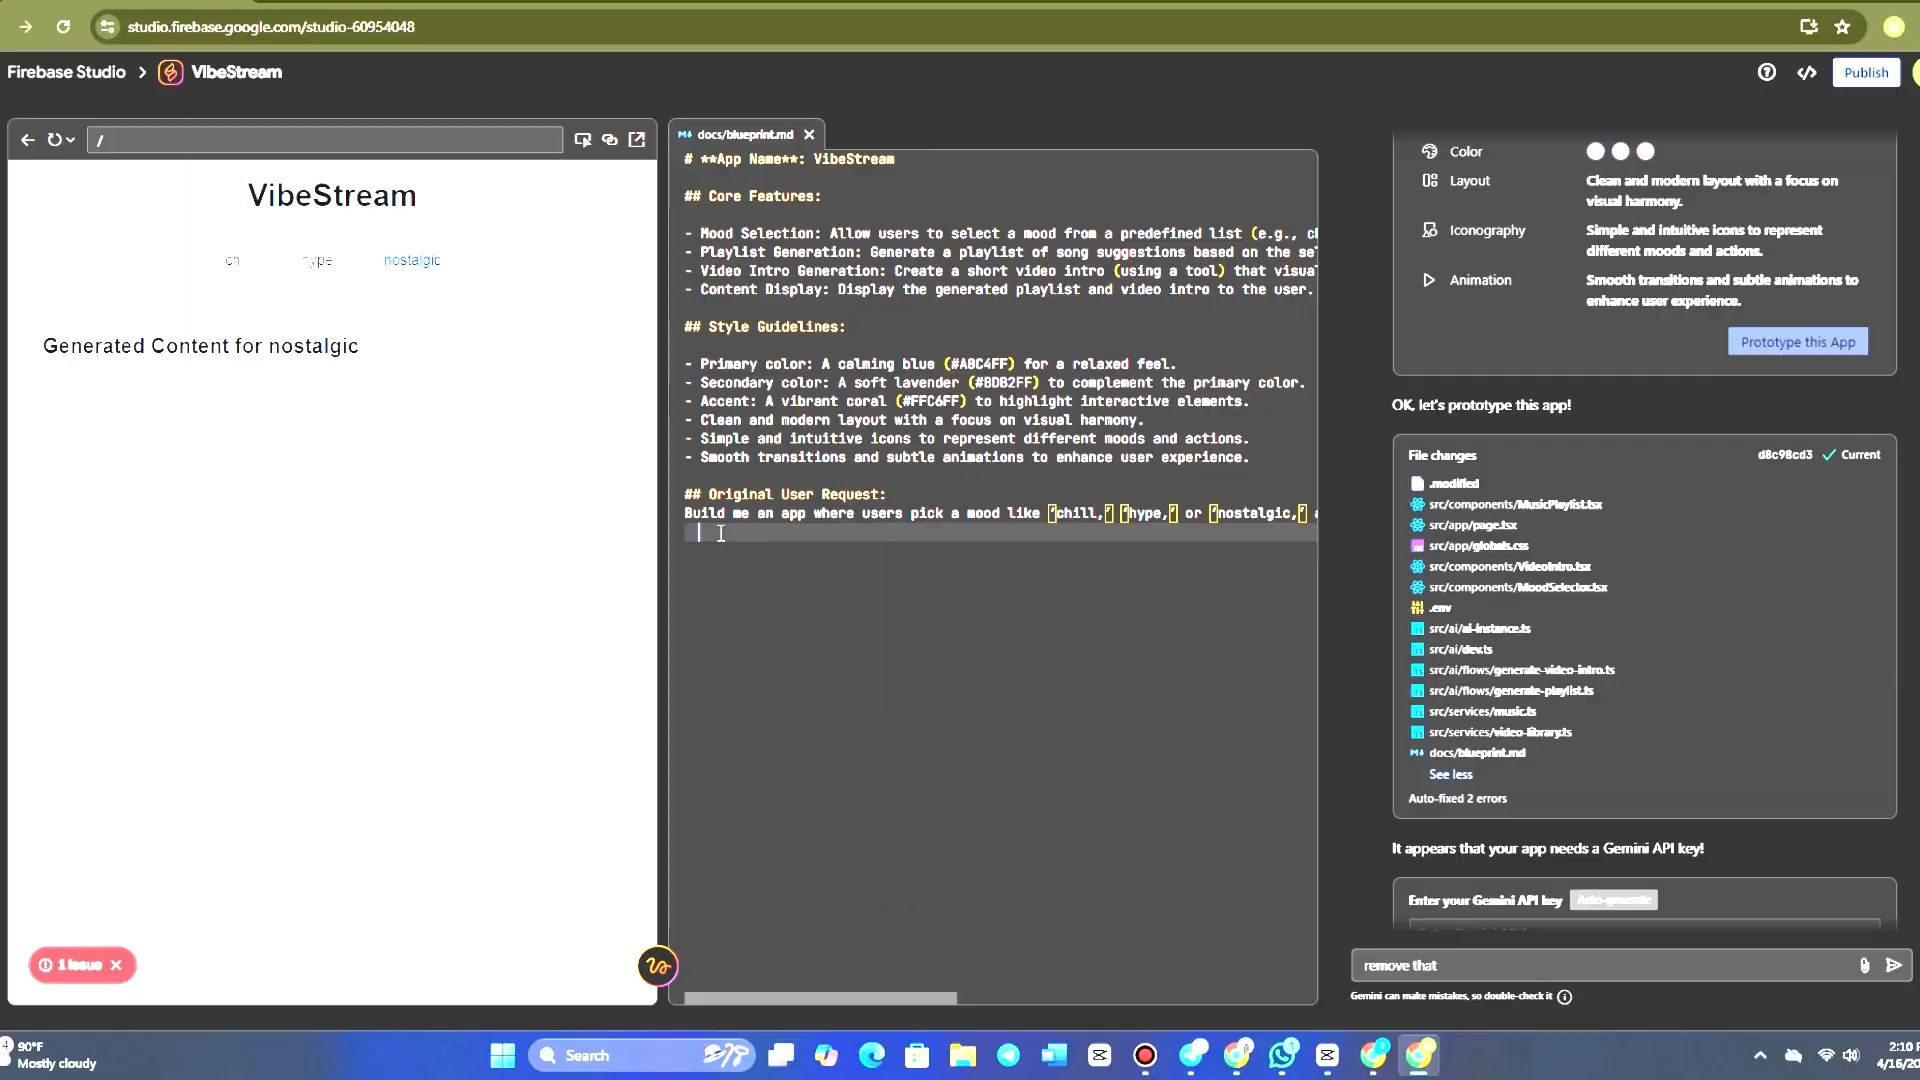 studio.firebase.google.com/studio-60954048
Firebase Studio
VibeStream
Publish
/
VibeStream
ch
hype
nostalgic
Generated Content for nostalgic
1 Issue
docs/blueprint.md
# **App Name**: VibeStream
## Core Features:
- Mood Selection: Allow users to select a mood from a predefined list (e.g., ch
- Playlist Generation: Generate a playlist of song suggestions based on the se
- Video Intro Generation: Create a short video intro (using a tool) that visua
- Content Display: Display the generated playlist and video intro to the user.
## Style Guidelines:
- Primary color: A calming blue (#A0C4FF) for a relaxed feel.
- Secondary color: A soft lavender (#BDB2FF) to complement the primary color.
- Accent: A vibrant coral (#FFC6FF) to highlight interactive elements.
- Clean and modern layout with a focus on visual harmony.
- Simple and intuitive icons to represent different moods and actions.
- Smooth transitions and subtle animations to enhance user experience.
## Original User Request:
Build me an app where users pick a mood like ‘chill,’ ‘hype,’ or ‘nostalgic,’ a
Color
Layout
Clean and modern layout with a focus on
visual harmony.
Iconography
Simple and intuitive icons to represent
different moods and actions.
Animation
Smooth transitions and subtle animations to
enhance user experience.
Prototype this App
OK, let's prototype this app!
File changes
d8c98cd3
Current
.modified
src/components/MusicPlaylist.tsx
src/app/page.tsx
src/app/globals.css
src/components/VideoIntro.tsx
src/components/MoodSelector.tsx
.env
src/ai/ai-instance.ts
src/ai/dev.ts
src/ai/flows/generate-video-intro.ts
src/ai/flows/generate-playlist.ts
src/services/music.ts
src/services/video-library.ts
docs/blueprint.md
See less
Auto-fixed 2 errors
It appears that your app needs a Gemini API key!
Enter your Gemini API key
Auto-generate
remove that
Gemini can make mistakes, so double-check it
4
90°F
Mostly cloudy
Search
2:10 P
4/16/20